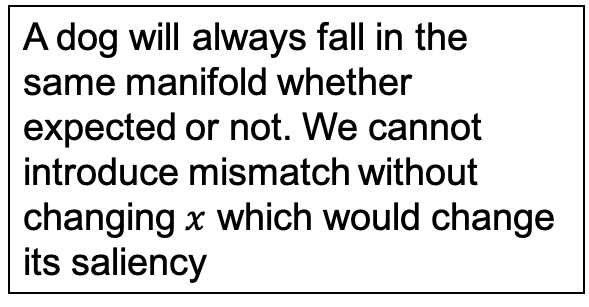 A dog will always fall in the
same manifold whether
expected or not. We cannot
introduce mismatch without
changing 𝑥 which would change
its saliency